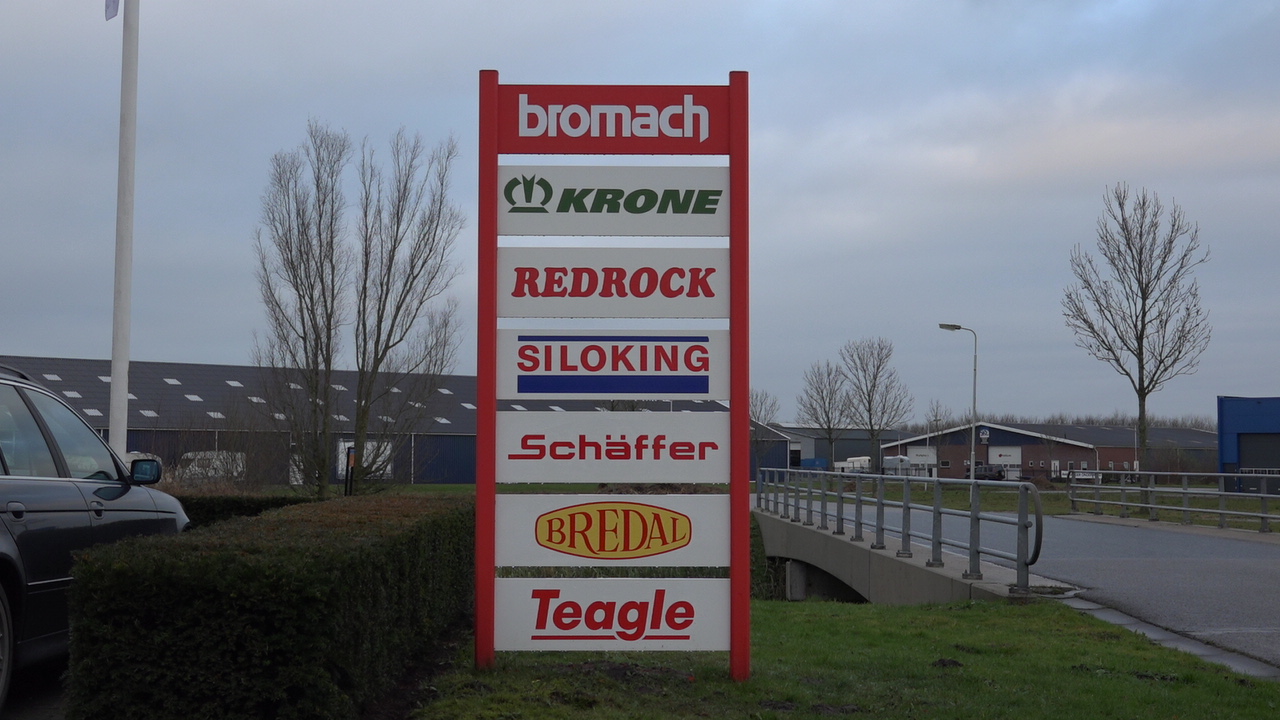 bromach
KRONE
REDROCK
SILOKING
Schäffer
BREDAL
Teagle